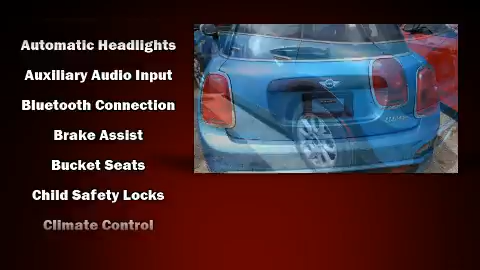 Automatic Headlights
Auxiliary Audio Input
Bluetooth Connection
Brake Assist
Bucket Seats
Child Safety Locks
Climate Control